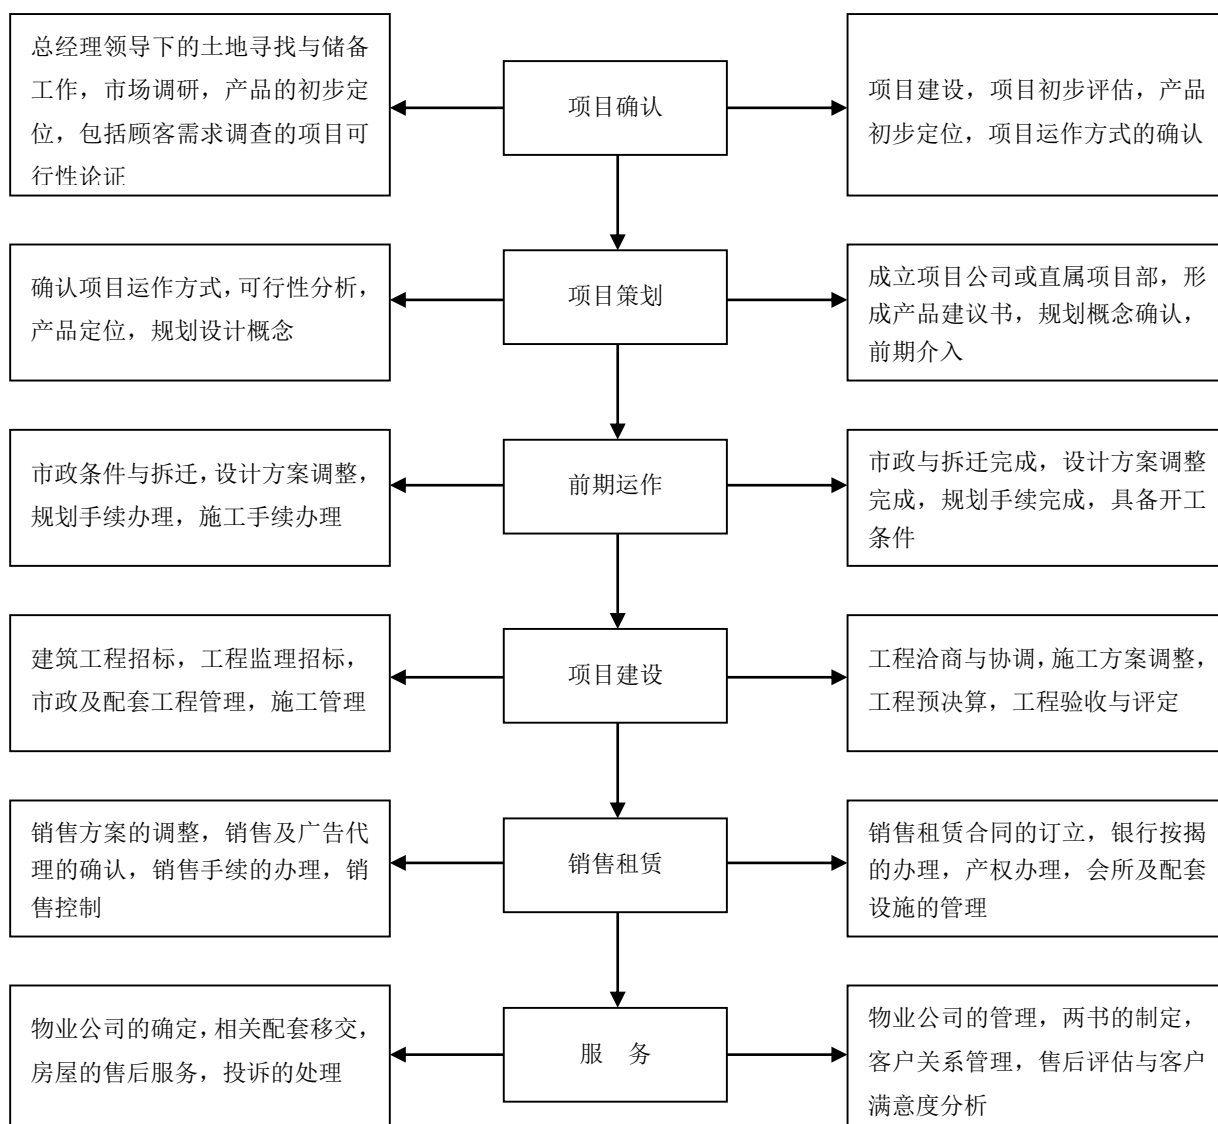 总经理领导下的土地寻找与储备
工作，市场调研，产品的初步定
位，包括顾客需求调查的项目可
行性论证
项目确认
项目建设，项目初步评估，产品
初步定位，项目运作方式的确认
确认项目运作方式，可行性分析，
产品定位，规划设计概念
项目策划
成立项目公司或直属项目部，形
成产品建议书，规划概念确认，
前期介入
市政条件与拆迁，设计方案调整，
规划手续办理，施工手续办理
前期运作
市政与拆迁完成，设计方案调整
完成，规划手续完成，具备开工
条件
建筑工程招标，工程监理招标，
市政及配套工程管理，施工管理
项目建设
工程洽商与协调，施工方案调整，
工程预决算，工程验收与评定
销售方案的调整，销售及广告代
理的确认，销售手续的办理，销
售控制
销售租赁
销售租赁合同的订立，银行按揭
的办理，产权办理，会所及配套
设施的管理
物业公司的确定，相关配套移交，
房屋的售后服务，投诉的处理
服　务
物业公司的管理，两书的制定，
客户关系管理，售后评估与客户
满意度分析